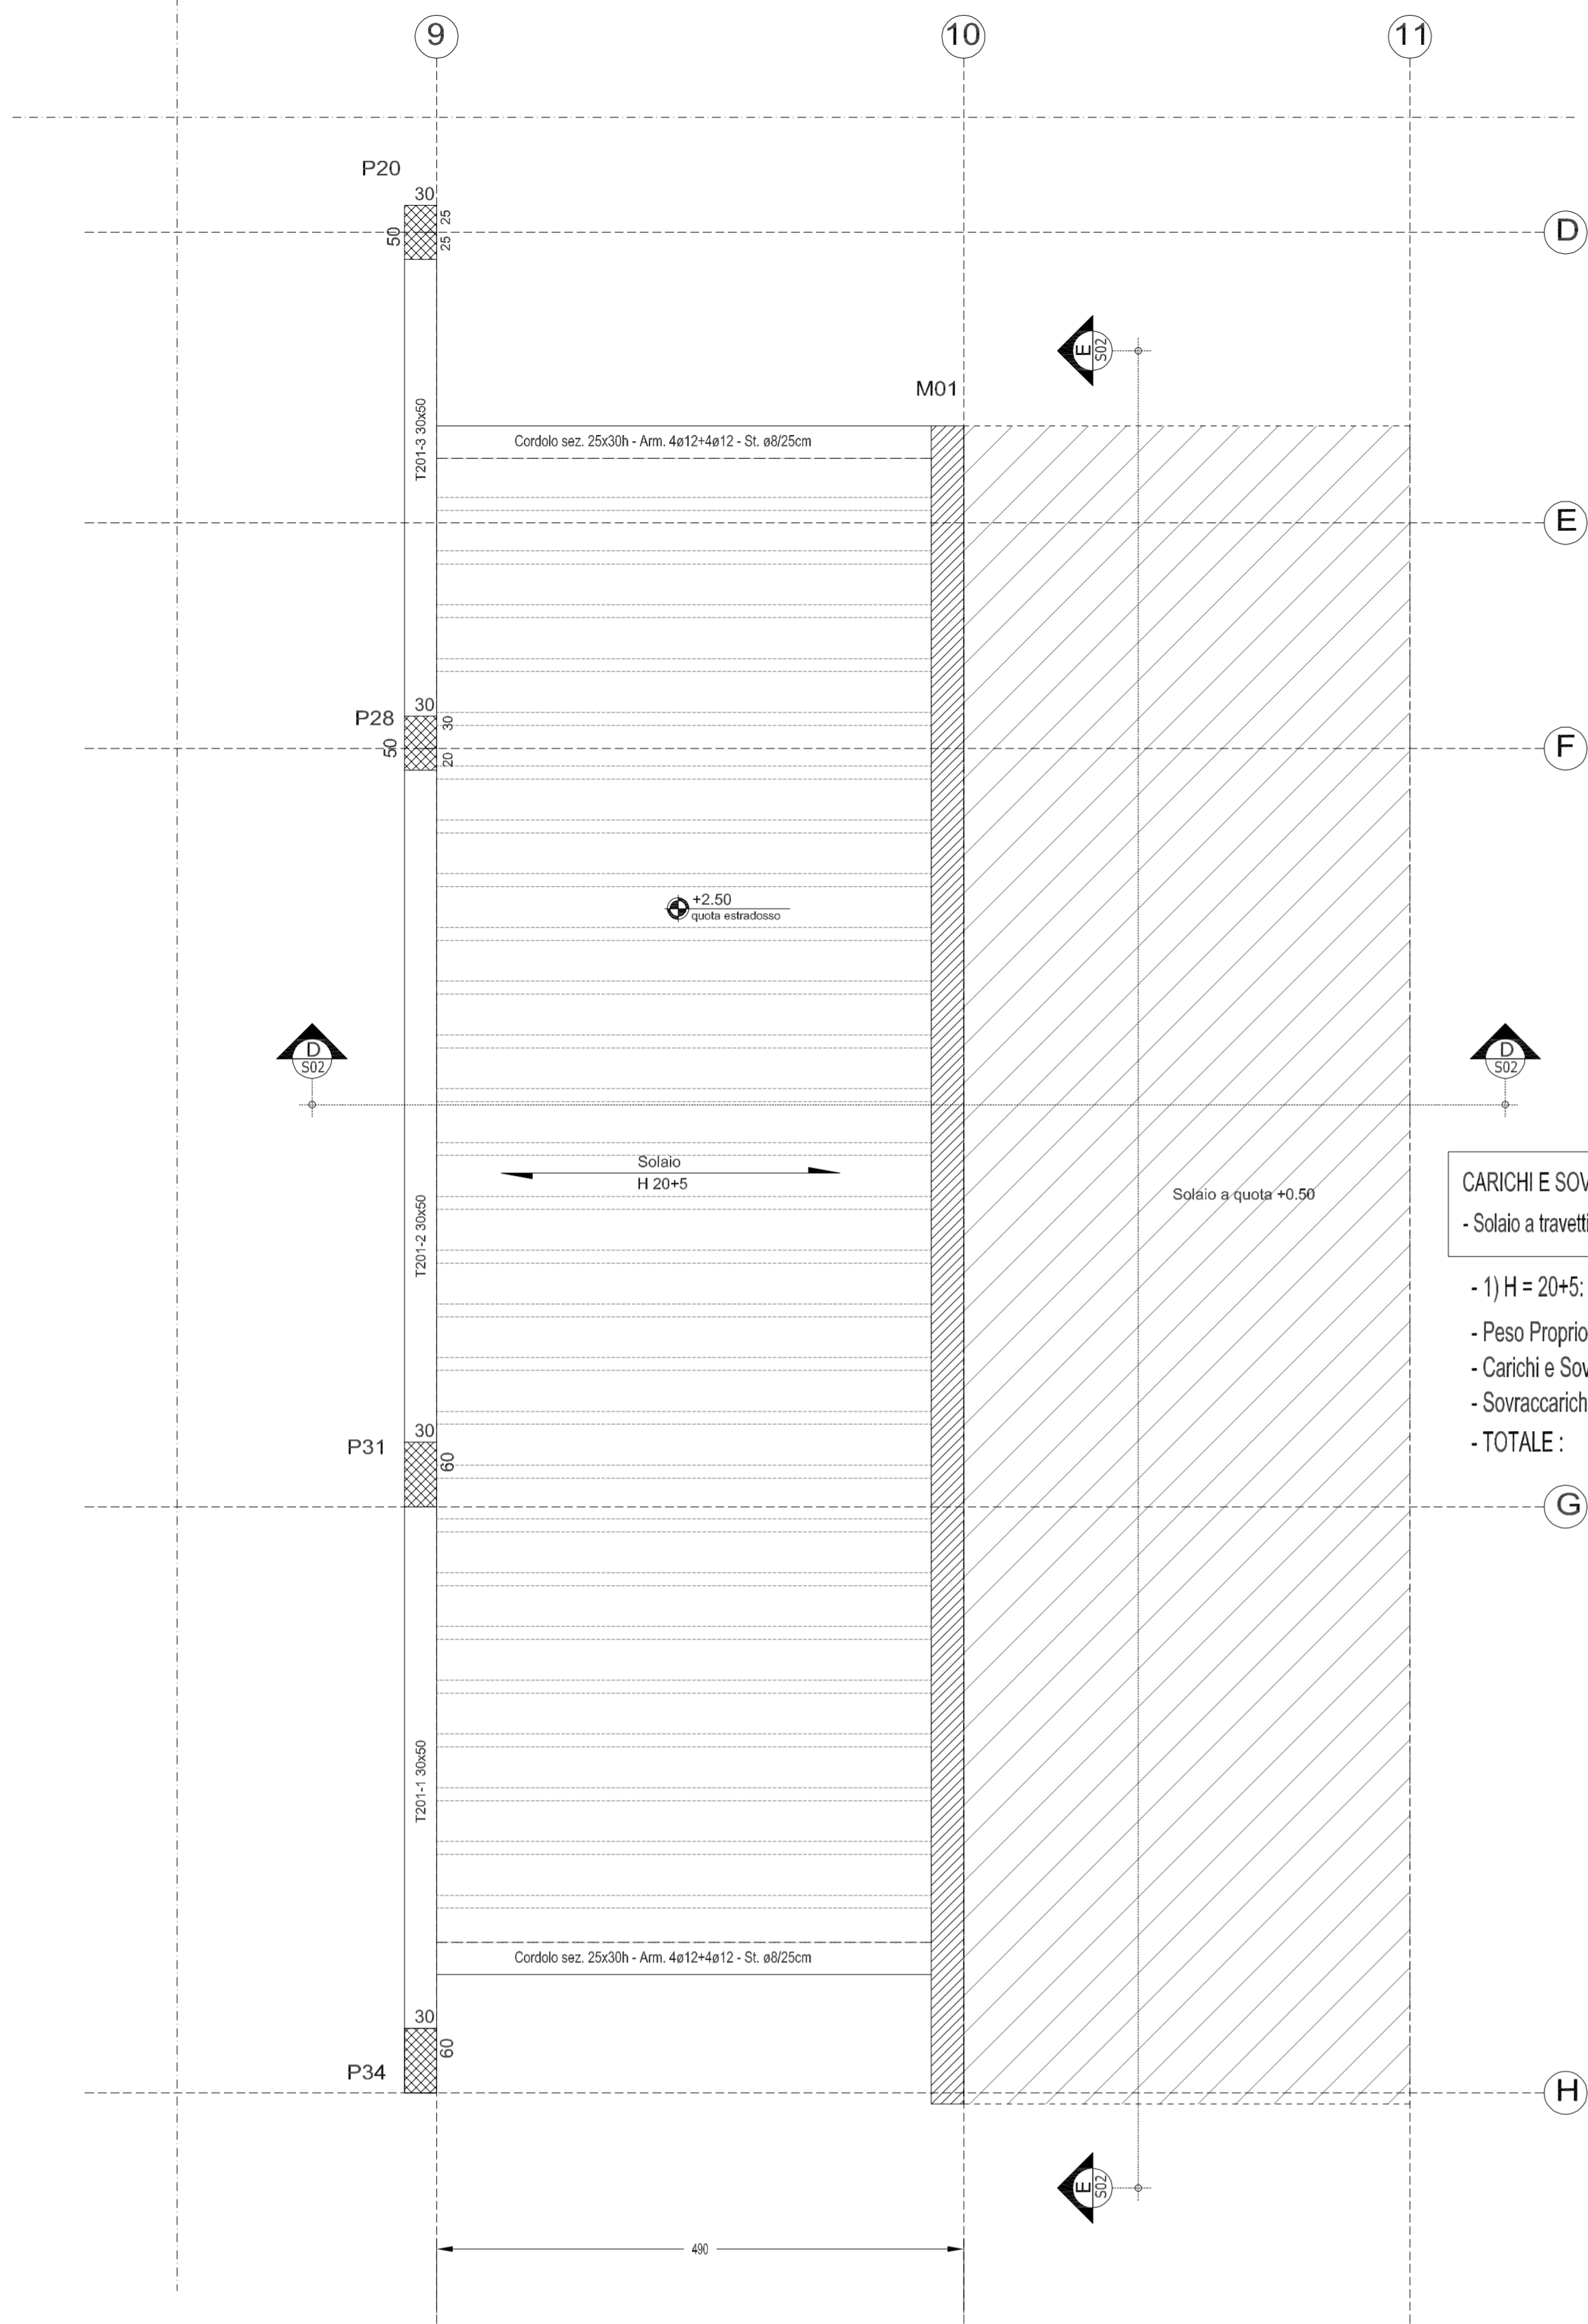 9
10
11
P20
30
25
50
25
D
E
S02
M01
T201-3 30x50
Cordolo sez. 25x30h - Arm. 4ø12+4ø12 - St. ø8/25cm
E
30
P28
30
50
20
F
+2.50
quota estradosso
D
S02
D
S02
Solaio
H 20+5
T201-2 30x50
Solaio a quota +0.50
CARICHI E SOV
- Solaio a travetti
- 1) H = 20+5:
- Peso Proprio
- Carichi e Sov
- Sovraccarich
- TOTALE :
30
P31
60
G
T201-1 30x50
Cordolo sez. 25x30h - Arm. 4ø12+4ø12 - St. ø8/25cm
30
60
P34
H
E
S02
490